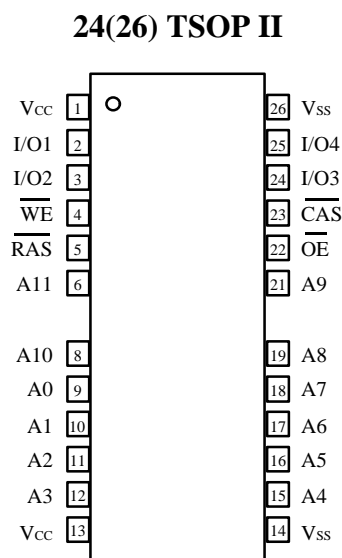 24(26) TSOP II
Vcc 1 26 Vss
I/O1 2 25 I/O4
I/O2 3 24 I/O3
WE 4 23 CAS
RAS 5 22 OE
A11 6 21 A9
A10 8 19 A8
A0 9 18 A7
A1 10 17 A6
A2 11 16 A5
A3 12 15 A4
Vcc 13 14 Vss